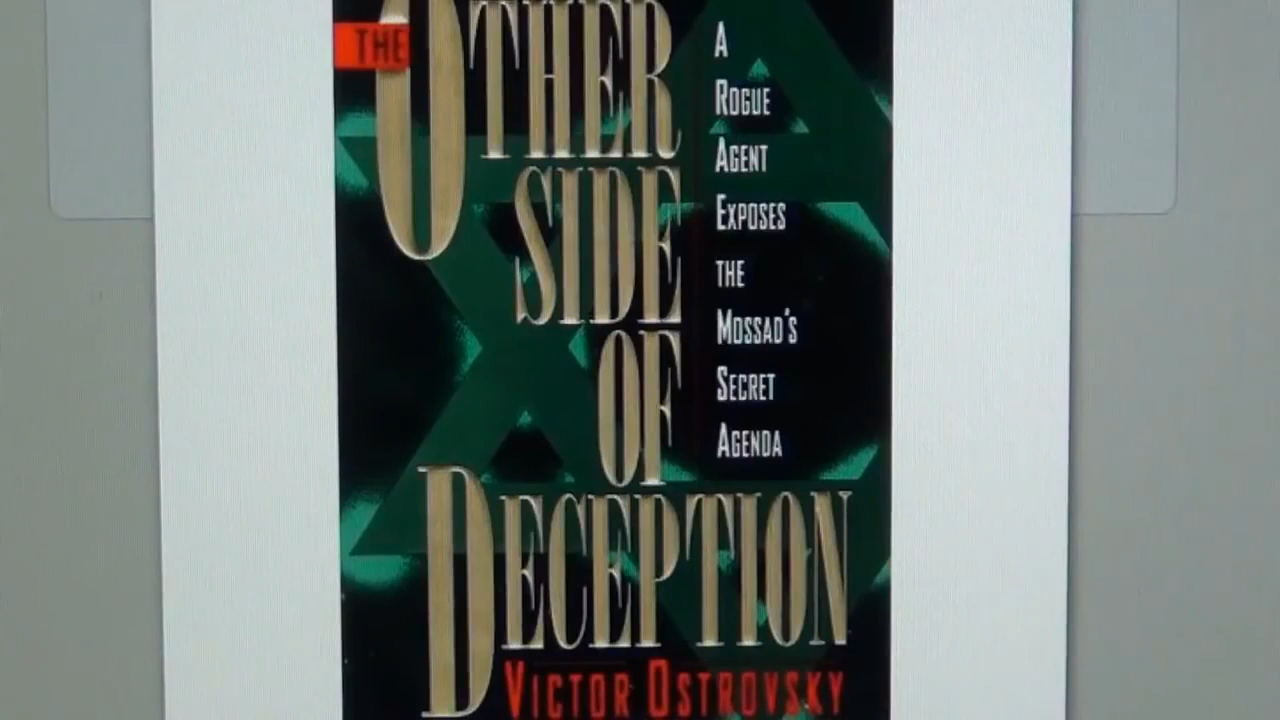 THE
OTHER
SIDE
OF
DECEPTION
A
ROGUE
AGENT
EXPOSES
THE
MOSSAD'S
SECRET
AGENDA
VICTOR OSTROVSKY